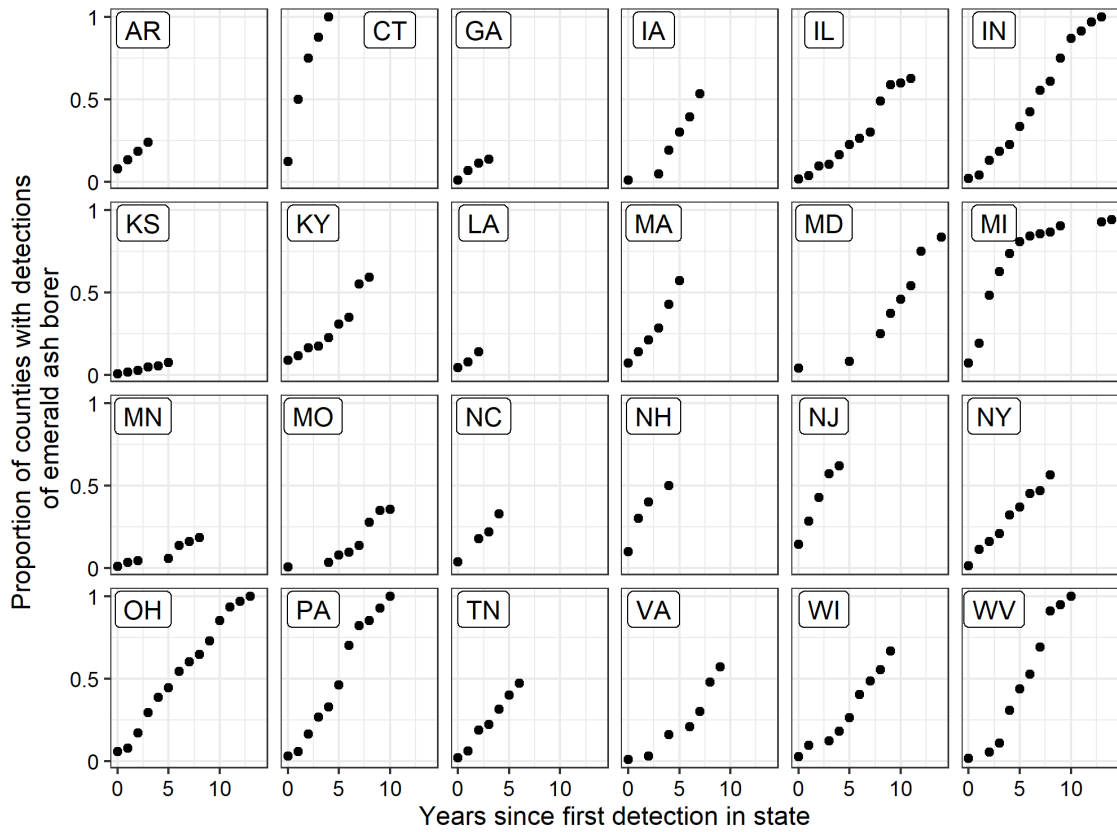 Proportion of counties with detections
of emerald ash borer
1
0.5
0
AR
CT
GA
IA
IL
IN
1
0.5
0
KS
KY
LA
MA
MD
MI
1
0.5
0
MN
MO
NC
NH
NJ
NY
1
0.5
0
OH
PA
TN
VA
WI
WV
0 5 10 0 5 10 0 5 10 0 5 10 0 5 10 0 5 10
Years since first detection in state